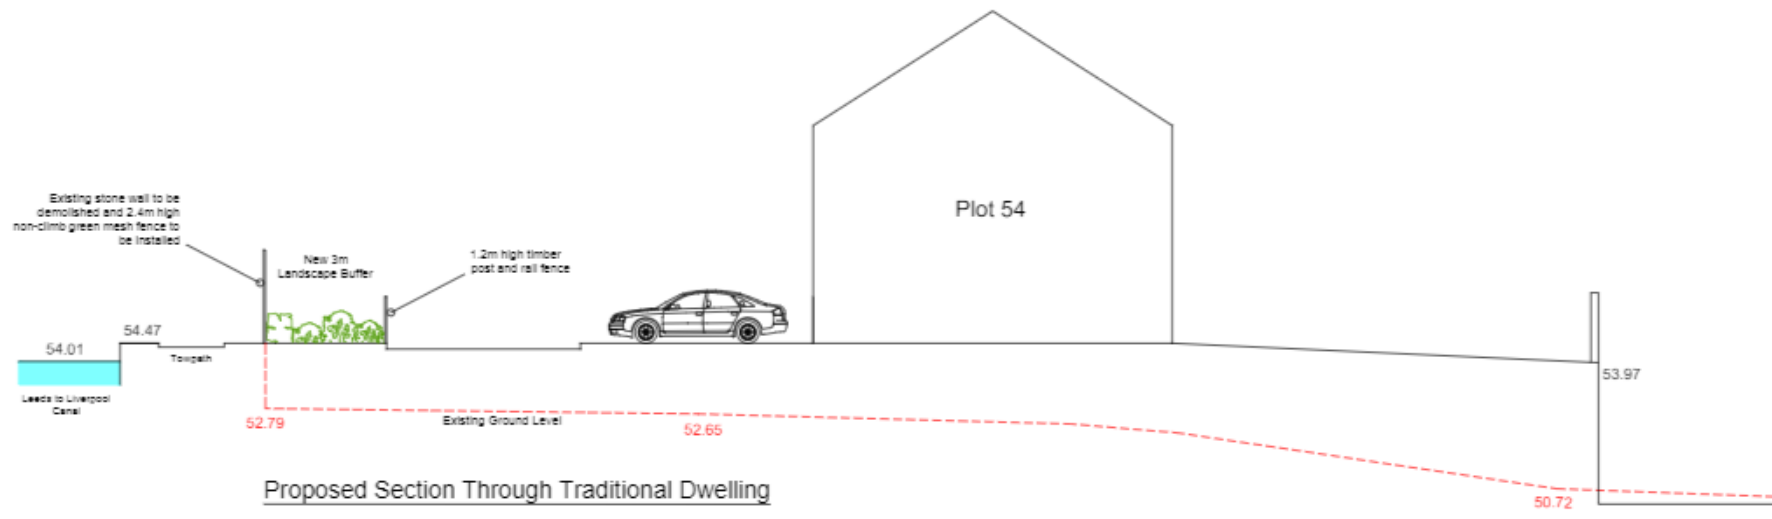 Existing stone wall to be
demolished and 2.4m high
non-climb green mesh fence to
be installed
New 3m
Landscape Buffer
1.2m high timber
post and rail fence
Plot 54
54.47
54.01
Towpath
Leeds to Liverpool
Canal
53.97
52.79
Existing Ground Level
52.65
50.72
Proposed Section Through Traditional Dwelling